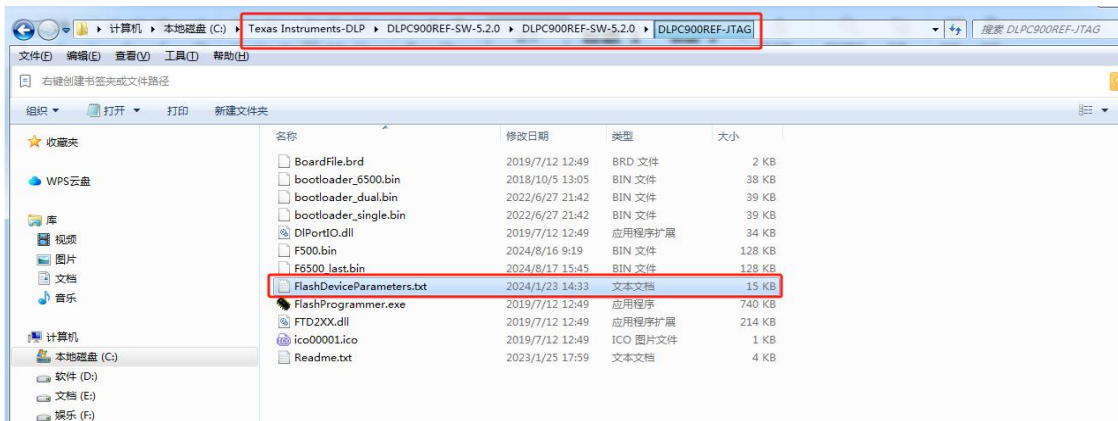 计算机 ▸ 本地磁盘 (C:) ▸ Texas Instruments-DLP ▸ DLPC900REF-SW-5.2.0 ▸ DLPC900REF-SW-5.2.0 ▸ DLPC900REF-JTAG
搜索 DLPC900REF-JTAG
文件(F) 编辑(E) 查看(V) 工具(T) 帮助(H)
右键创建书签夹或文件路径
组织 打开 打印 新建文件夹
名称 修改日期 类型 大小
收藏夹
WPS云盘
库
视频
图片
文档
音乐
计算机
本地磁盘 (C:)
软件 (D:)
文档 (E:)
娱乐 (F:)
BoardFile.brd 2019/7/12 12:49 BRD 文件 2 KB
bootloader_6500.bin 2018/10/5 13:05 BIN 文件 38 KB
bootloader_dual.bin 2022/6/27 21:42 BIN 文件 39 KB
bootloader_single.bin 2022/6/27 21:42 BIN 文件 39 KB
DlPortIO.dll 2019/7/12 12:49 应用程序扩展 34 KB
F500.bin 2024/8/16 9:19 BIN 文件 128 KB
F6500_last.bin 2024/8/17 15:45 BIN 文件 128 KB
FlashDeviceParameters.txt 2024/1/23 14:33 文本文档 15 KB
FlashProgrammer.exe 2019/7/12 12:49 应用程序 740 KB
FTD2XX.dll 2019/7/12 12:49 应用程序扩展 214 KB
ico00001.ico 2019/7/12 12:49 ICO 图片文件 1 KB
Readme.txt 2023/1/25 17:59 文本文档 4 KB